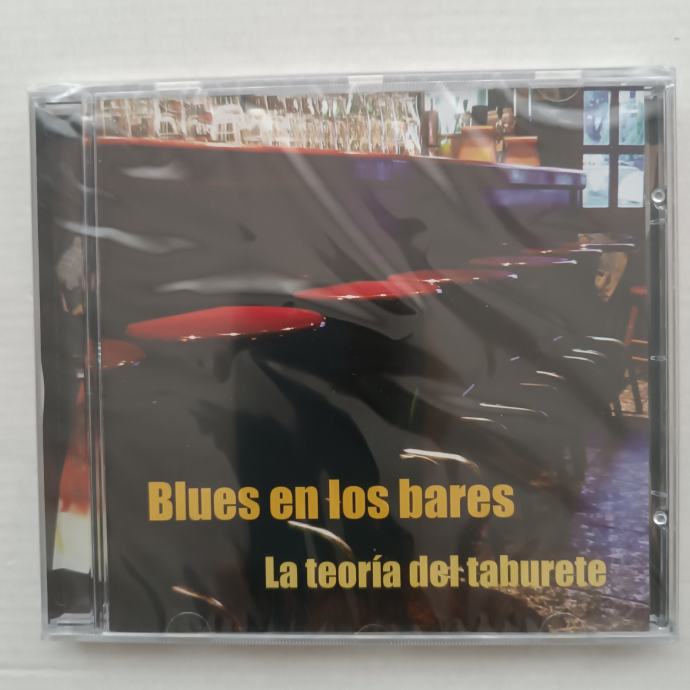 Blues en los bares
La teoría del taburete